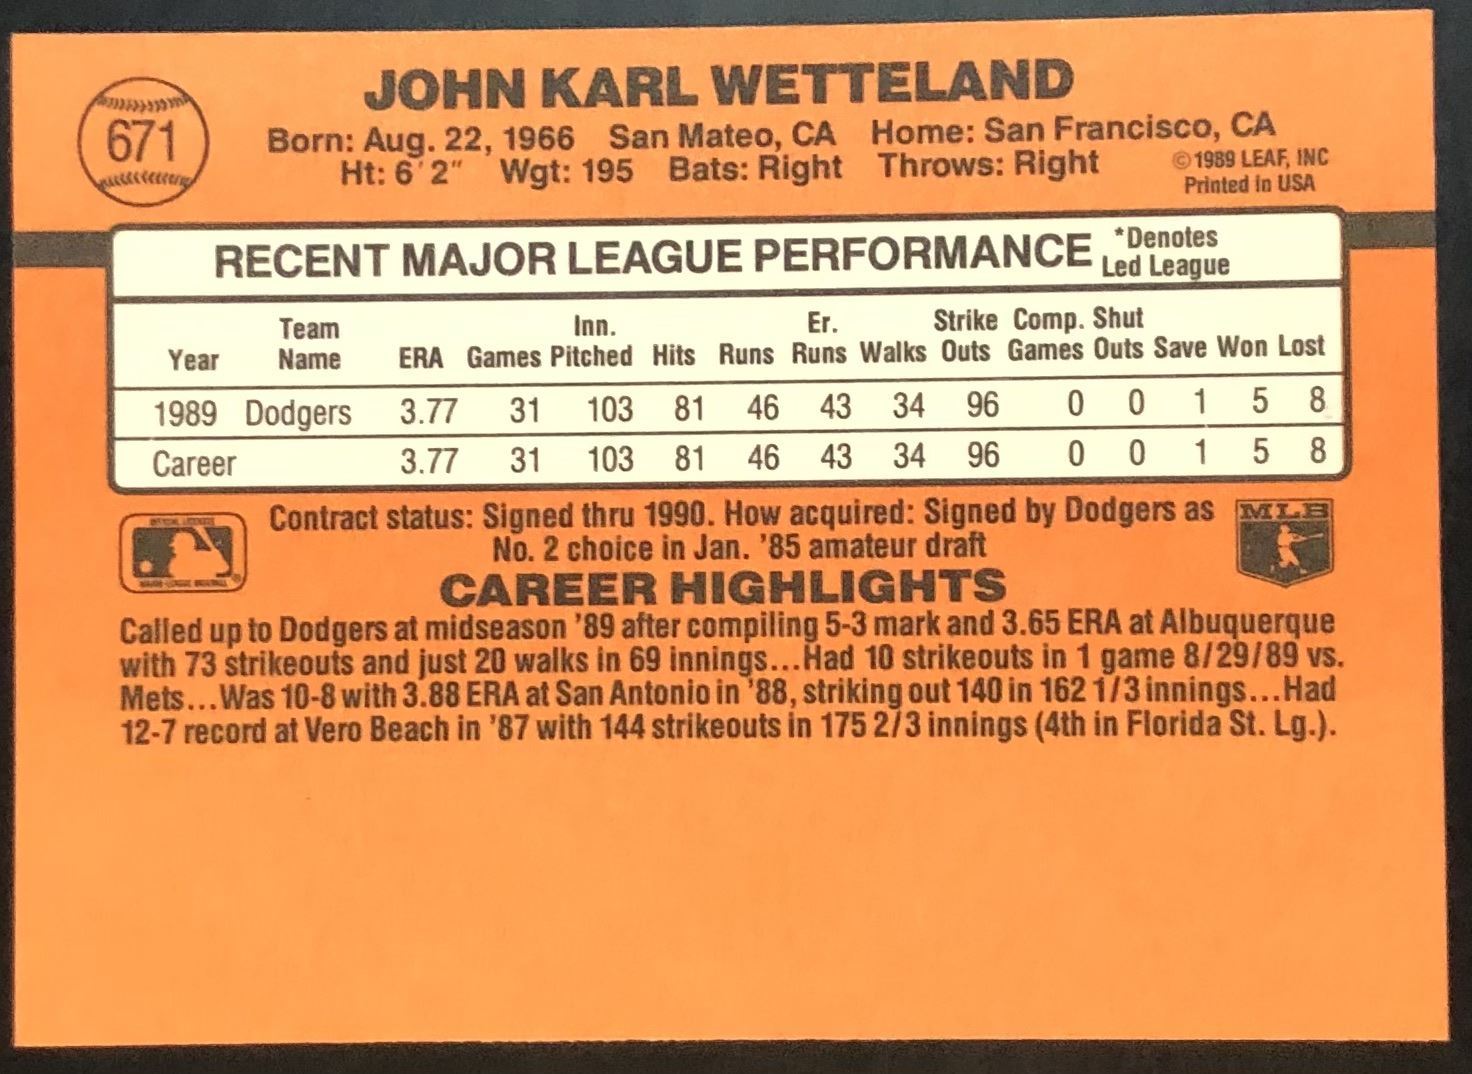 JOHN KARL WETTELAND
671
Born: Aug. 22, 1966 San Mateo, CA Home: San Francisco, CA
Ht: 6' 2" Wgt: 195 Bats: Right Throws: Right
©1989 LEAF, INC
Printed in USA
RECENT MAJOR LEAGUE PERFORMANCE *Denotes
Led League
Year Team Name ERA Games Inn. Pitched Hits Runs Er. Runs Walks Strike Outs Comp. Games Shut Outs Save Won Lost
1989 Dodgers 3.77 31 103 81 46 43 34 96 0 0 1 5 8
Career 3.77 31 103 81 46 43 34 96 0 0 1 5 8
Contract status: Signed thru 1990. How acquired: Signed by Dodgers as
No. 2 choice in Jan. '85 amateur draft
MLB
CAREER HIGHLIGHTS
Called up to Dodgers at midseason '89 after compiling 5-3 mark and 3.65 ERA at Albuquerque
with 73 strikeouts and just 20 walks in 69 innings...Had 10 strikeouts in 1 game 8/29/89 vs.
Mets...Was 10-8 with 3.88 ERA at San Antonio in '88, striking out 140 in 162 1/3 innings...Had
12-7 record at Vero Beach in '87 with 144 strikeouts in 175 2/3 innings (4th in Florida St. Lg.).